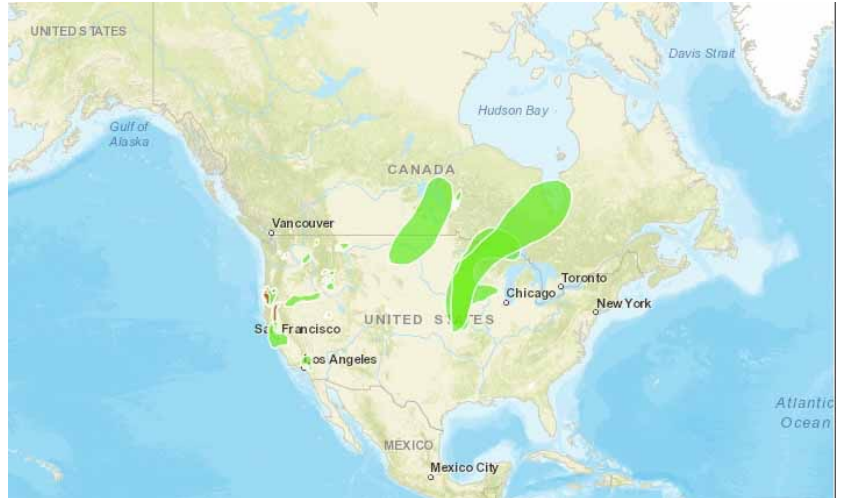 UNITED STATES
Davis Strait
Hudson Bay
Gulf of
Alaska
CANADA
Vancouver
Toronto
Chicago
New York
UNITED STATES
San Francisco
Los Angeles
Atlantic
Ocean
MEXICO
Mexico City